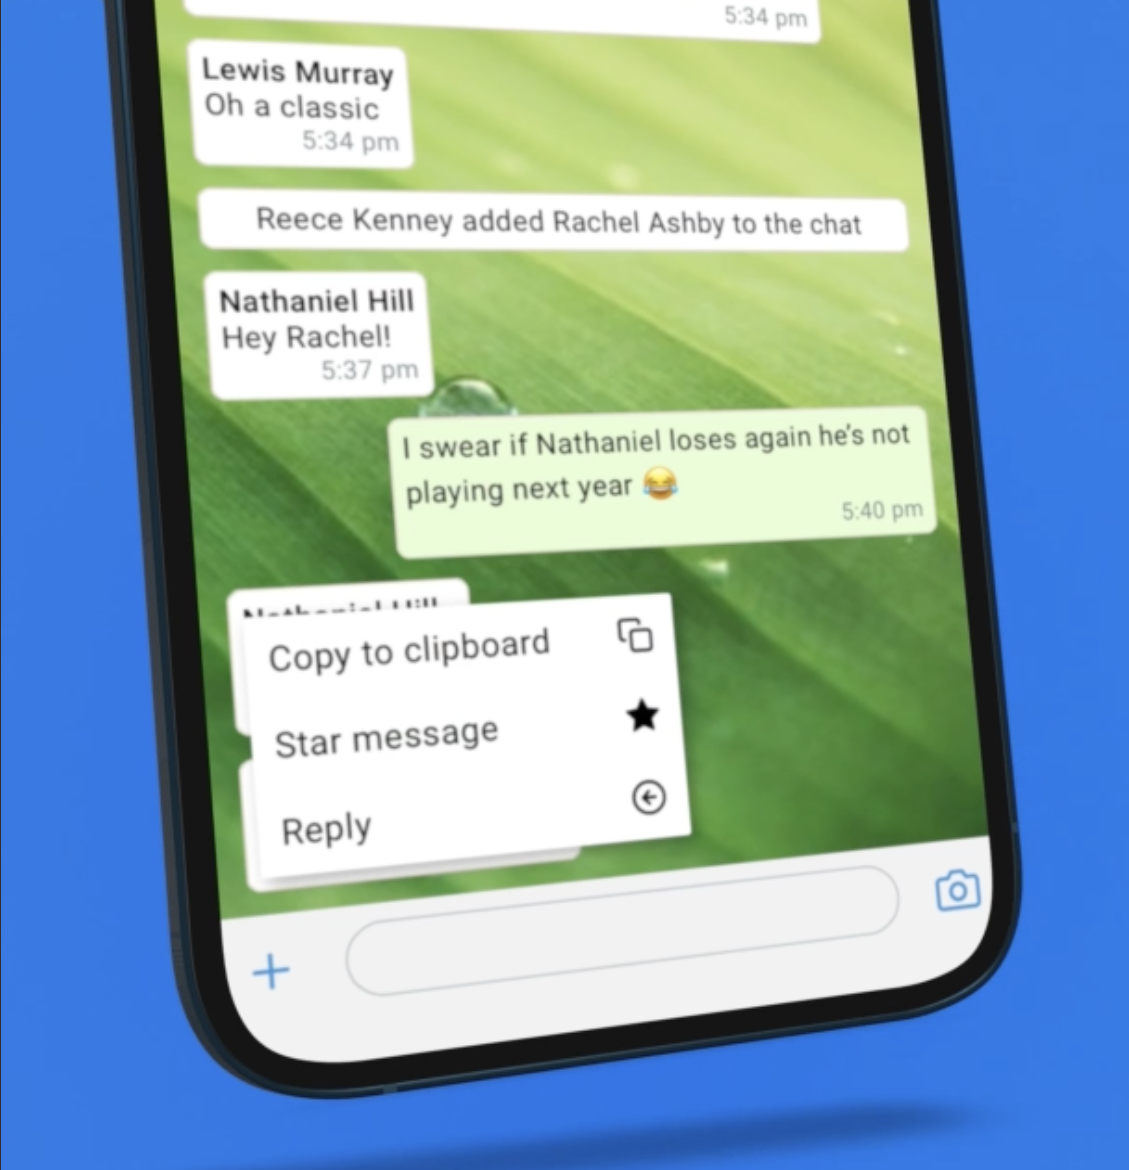 5:34 pm
Lewis Murray
Oh a classic
5:34 pm
Reece Kenney added Rachel Ashby to the chat
Nathaniel Hill
Hey Rachel!
5:37 pm
I swear if Nathaniel loses again he's not
playing next year 😂
5:40 pm
Nathaniel Hill
Copy to clipboard
Star message
Reply